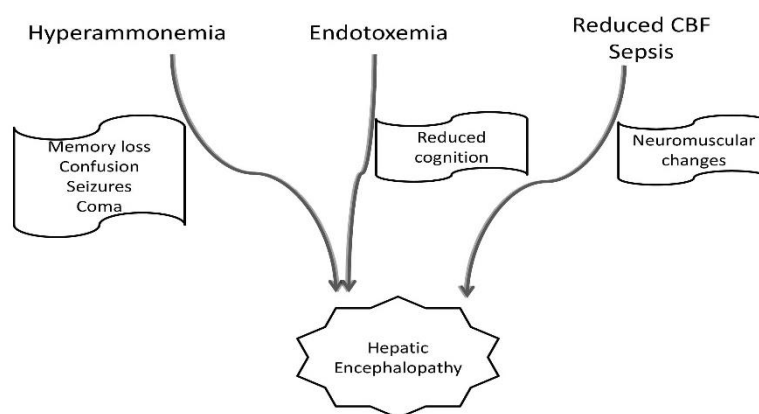 Hyperammonemia
Endotoxemia
Reduced CBF
Sepsis
Memory loss
Confusion
Seizures
Coma
Reduced
cognition
Neuromuscular
changes
Hepatic
Encephalopathy